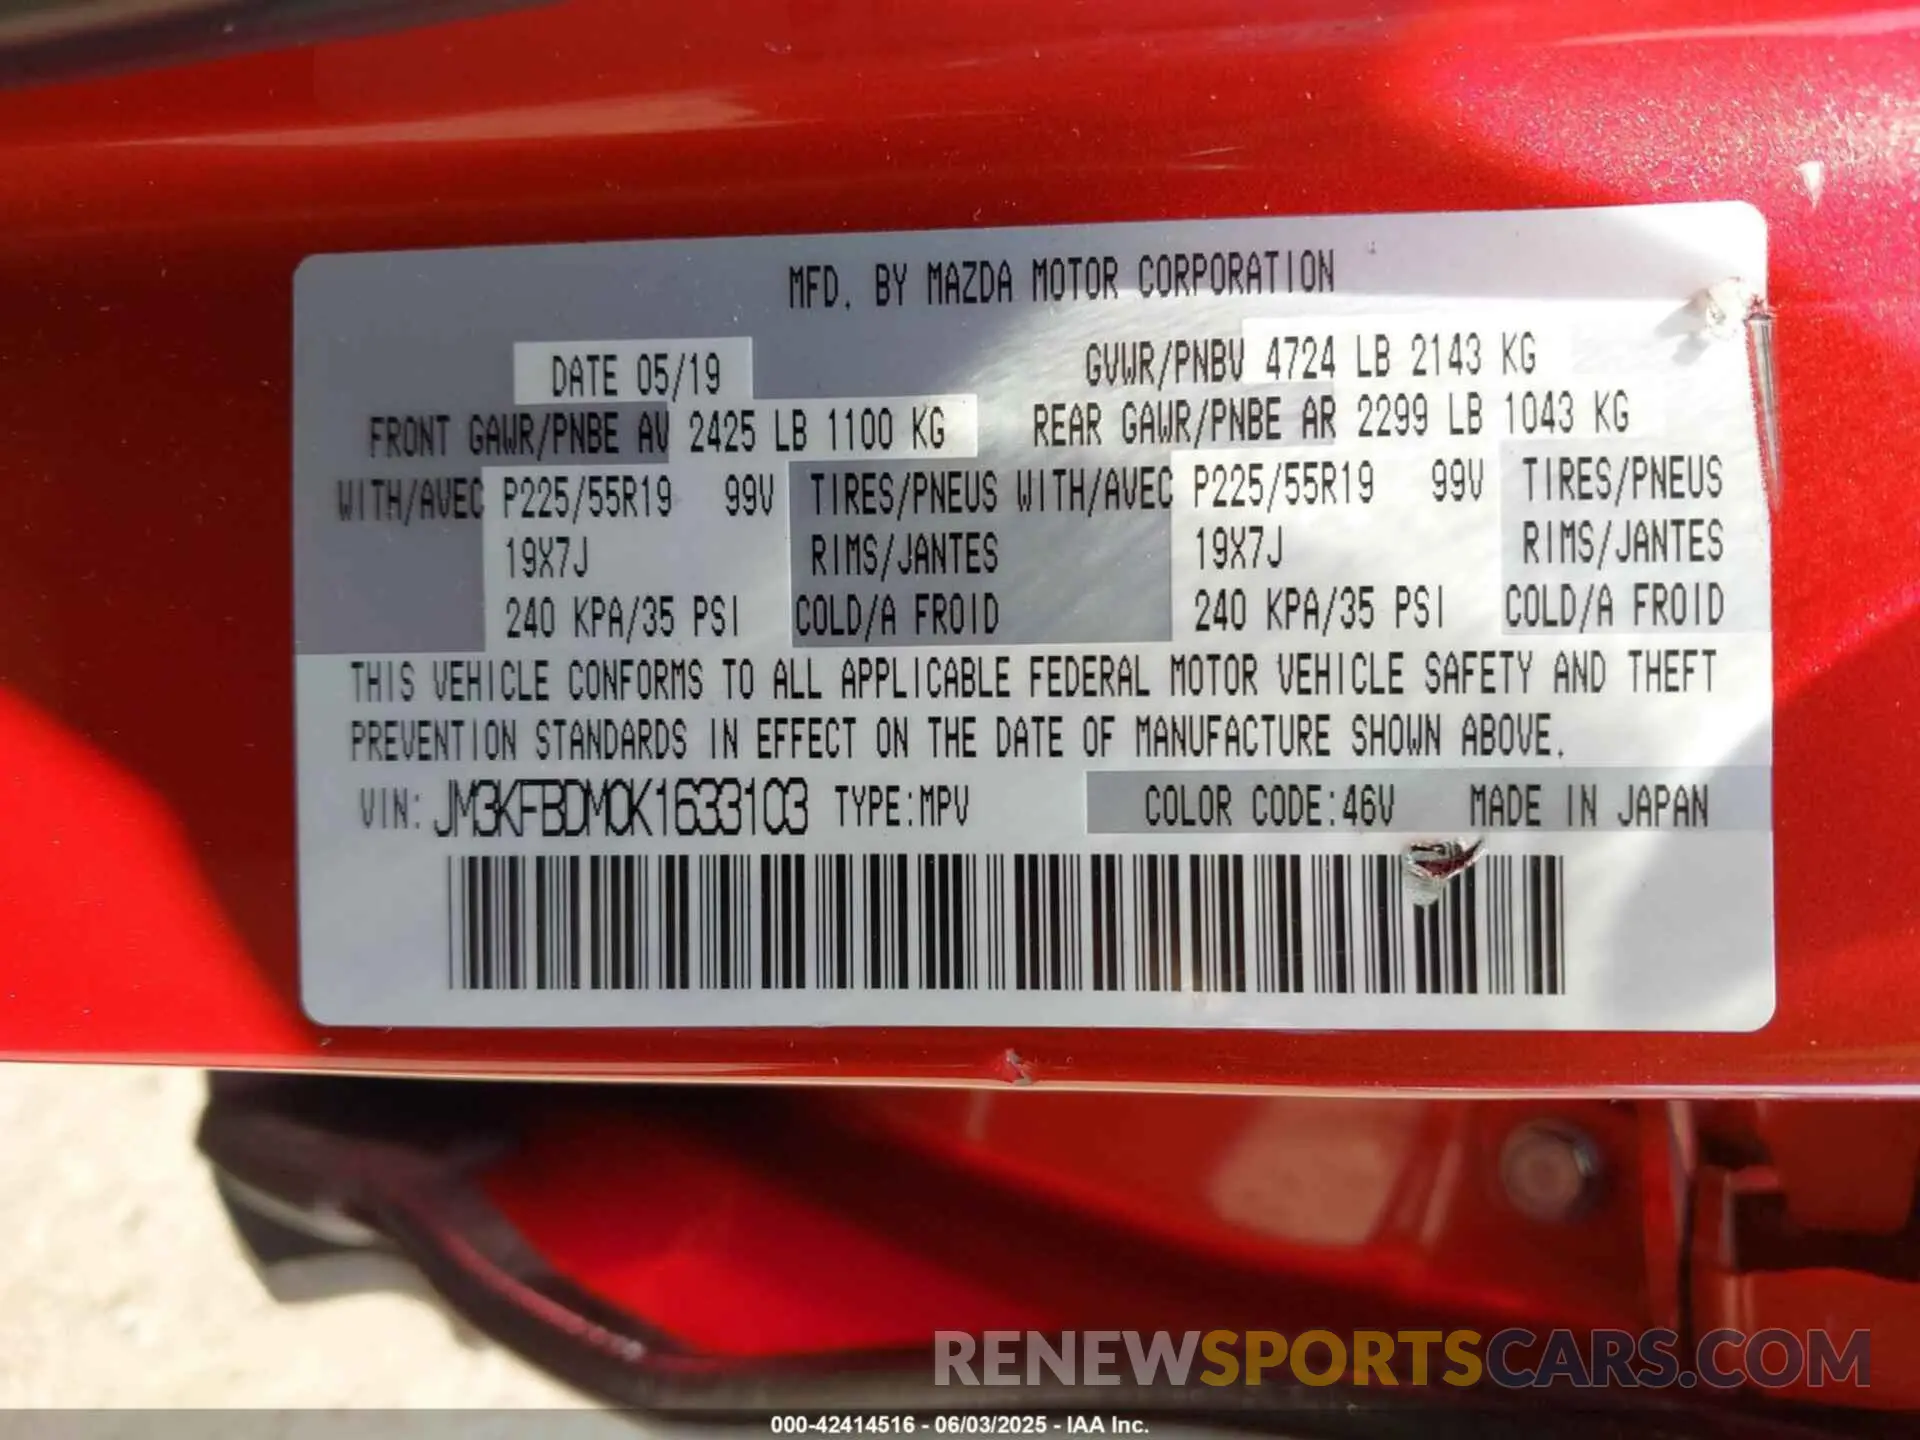 MFD. BY MAZDA MOTOR CORPORATION
DATE 05/19 GVWR/PNBV 4724 LB 2143 KG
FRONT GAWR/PNBE AV 2425 LB 1100 KG REAR GAWR/PNBE AR 2299 LB 1043 KG
WITH/AVEC P225/55R19 99V TIRES/PNEUS WITH/AVEC P225/55R19 99V TIRES/PNEUS
19X7J RIMS/JANTES 19X7J RIMS/JANTES
240 KPA/35 PSI COLD/A FROID 240 KPA/35 PSI COLD/A FROID
THIS VEHICLE CONFORMS TO ALL APPLICABLE FEDERAL MOTOR VEHICLE SAFETY AND THEFT
PREVENTION STANDARDS IN EFFECT ON THE DATE OF MANUFACTURE SHOWN ABOVE.
VIN: JM3KFBDM0K1633103 TYPE:MPV COLOR CODE:46V MADE IN JAPAN
RENEWSPORTSCARS.COM
000-42414516 - 06/03/2025 - IAA Inc.